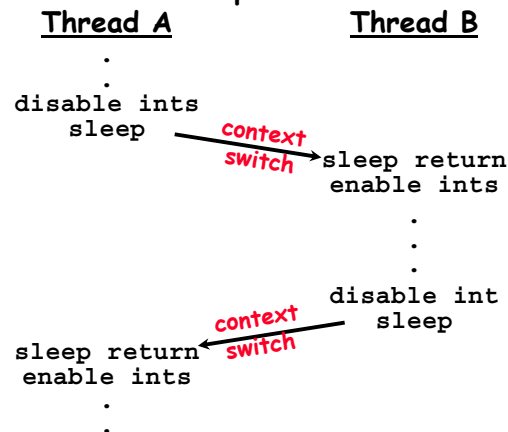 Thread A
Thread B
.
.
disable ints
sleep
context
switch
sleep return
enable ints
.
.
.
disable int
sleep
context
switch
sleep return
enable ints
.
.